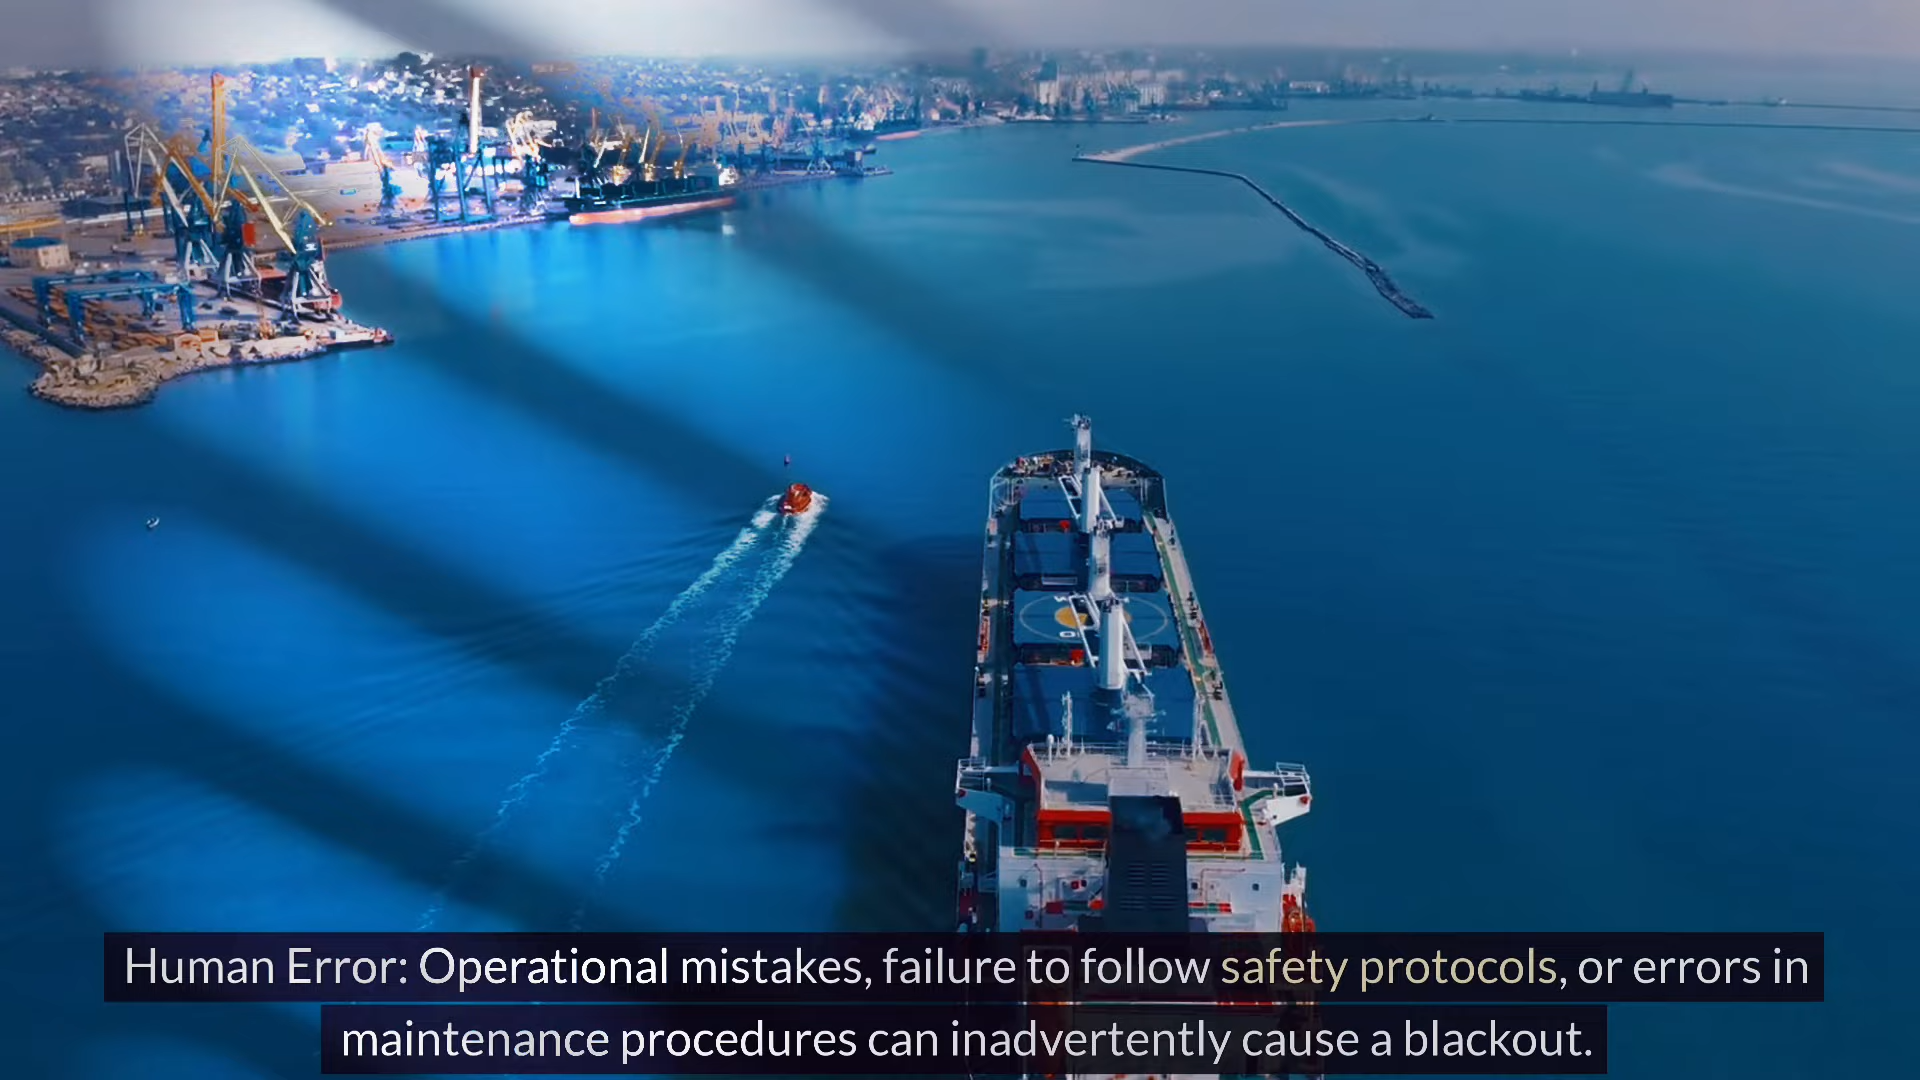 Human Error: Operational mistakes, failure to follow safety protocols, or errors in
maintenance procedures can inadvertently cause a blackout.